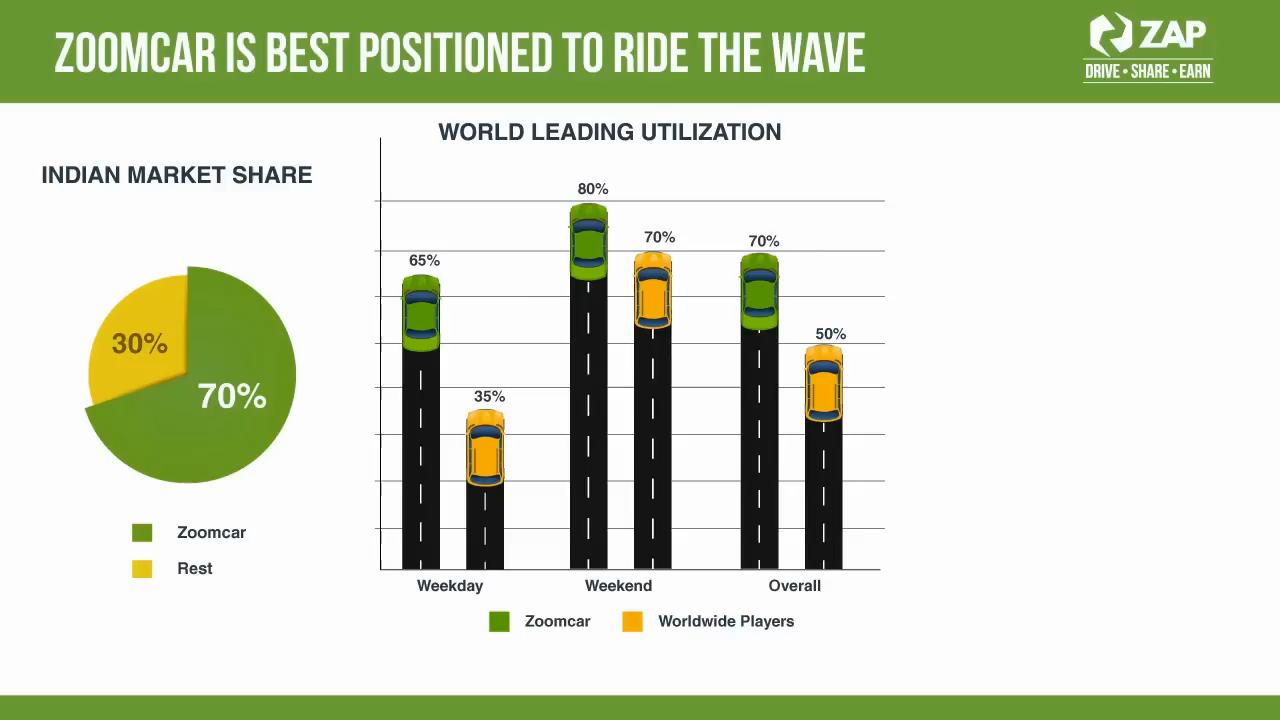 ZOOMCAR IS BEST POSITIONED TO RIDE THE WAVE
ZAP
DRIVE • SHARE • EARN
INDIAN MARKET SHARE
30%
70%
Zoomcar
Rest
WORLD LEADING UTILIZATION
65%
35%
80%
70%
70%
50%
Weekday
Weekend
Overall
Zoomcar
Worldwide Players